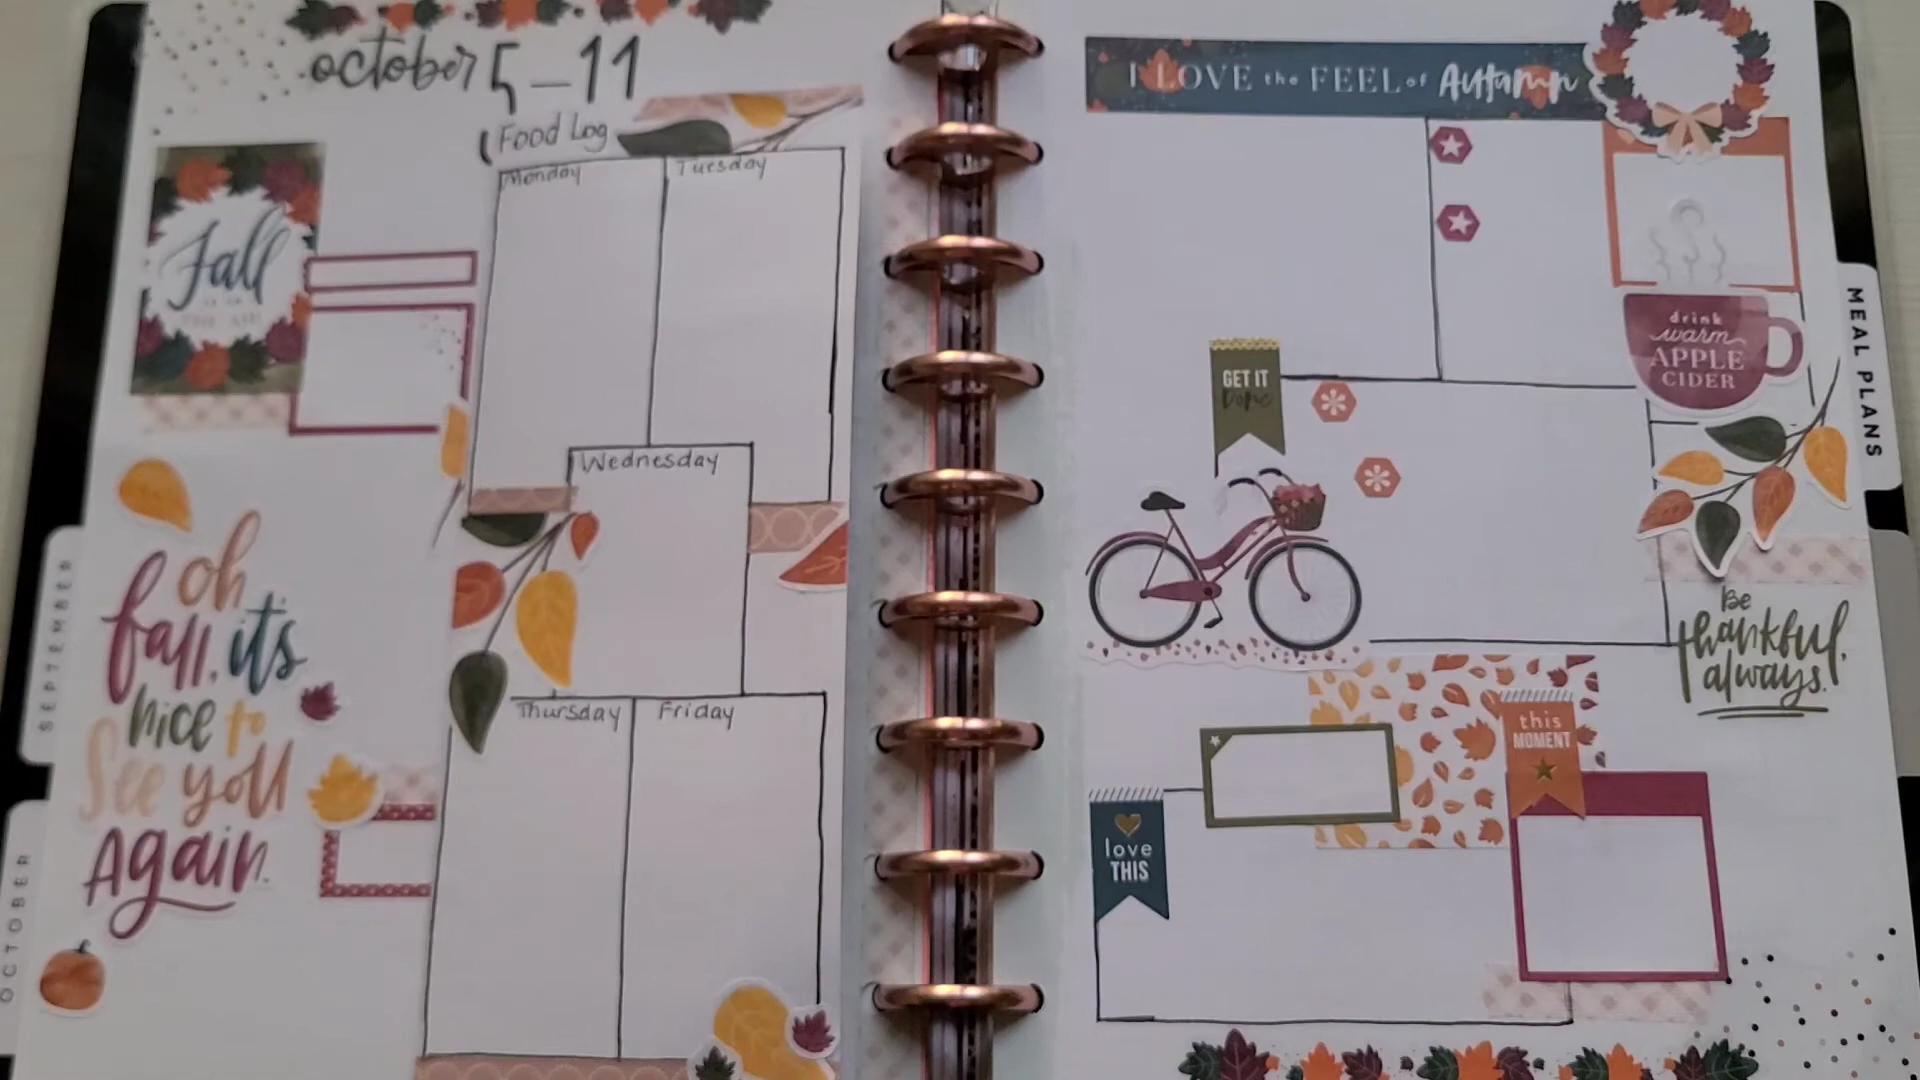 october 5-11
Food Log
Monday
Tuesday
Wednesday
Thursday
Friday
Fall
oh
fall, it's
nice to
See you
Again.
SEPTEMBER
OCTOBER
I LOVE the FEEL of Autumn
drink
warm
APPLE
CIDER
GET IT
Done
Be
thankful,
always.
this
MOMENT
love
THIS
MEAL PLANS